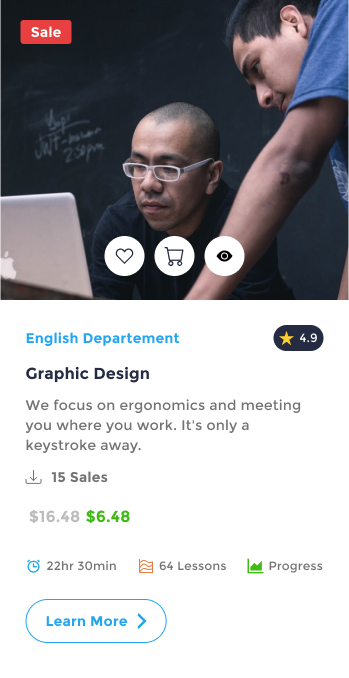 Sale
English Departement
4.9
Graphic Design
We focus on ergonomics and meeting
you where you work. It's only a
keystroke away.
15 Sales
$16.48 $6.48
22hr 30min
64 Lessons
Progress
Learn More